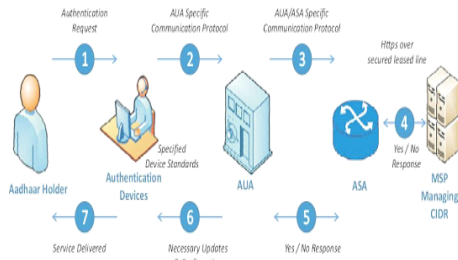 Authentication
Request
AUA Specific
Communication Protocol
AUA/ASA Specific
Communication Protocol
1
2
3
Https over
secured leased line
4
Yes / No
Response
Specified
Device Standards
Aadhaar Holder
Authentication
Devices
AUA
ASA
MSP
Managing
CIDR
7
6
5
Service Delivered
Necessary Updates
Yes / No Response